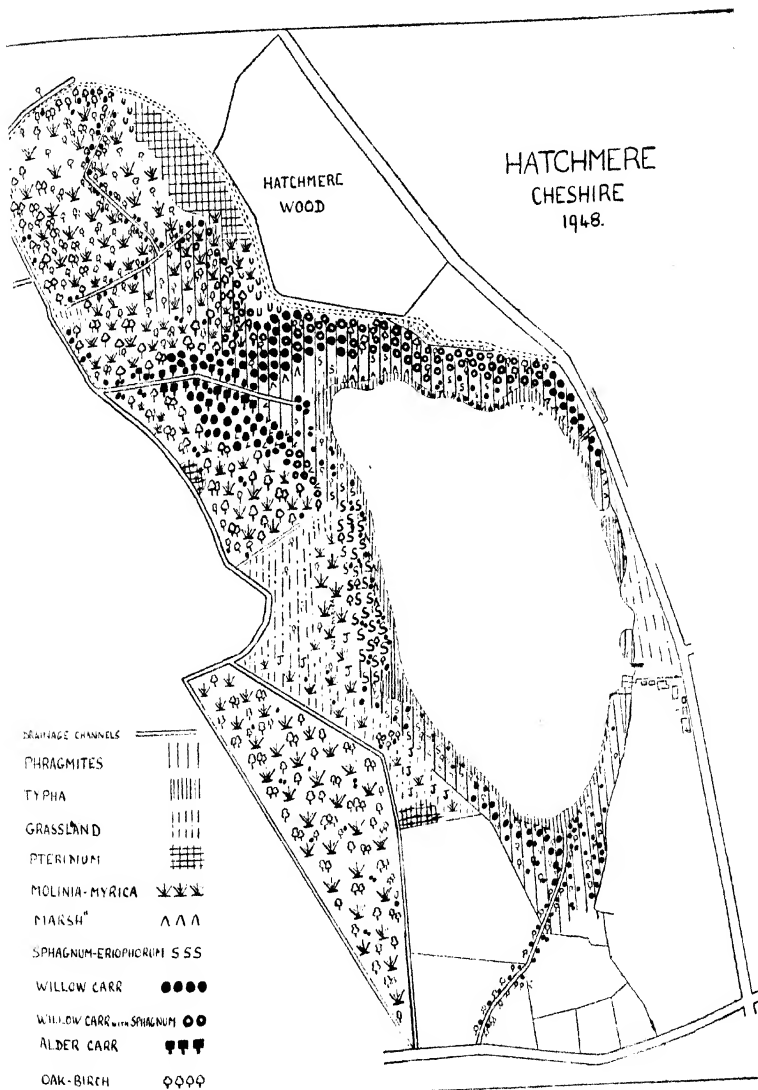 HATCHMERE
CHESHIRE
1948.
HATCHMERE
WOOD
DRAINAGE CHANNELS
PHRAGMITES
TYPHA
GRASSLAND
PTERIDIUM
MOLINIA-MYRICA
MARSH"
SPHAGNUM-ERIOPHORUM SSS
WILLOW CARR
WILLOW CARR WITH SPHAGNUM
ALDER CARR
OAK-BIRCH